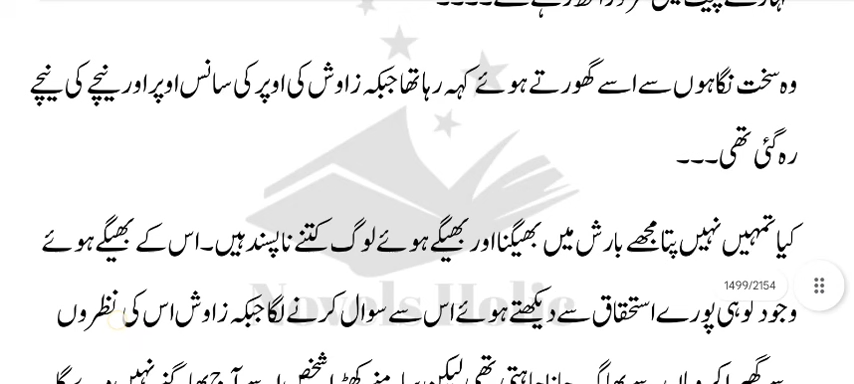 وہ سخت نگاہوں سے اسے گھورتے ہوئے کہہ رہا تھا جبکہ زاوش کی اوپر کی سانس اوپر اور نیچے کی نیچے
رہ گئی تھی۔۔۔
کیا تمہیں نہیں پتا مجھے بارش میں بھیگنا اور بھیگے ہوئے لوگ کتنے ناپسند ہیں۔ اس کے بھیگے ہوئے
1499/2154
وجود کو ہی پورے استحقاق سے دیکھتے ہوئے اس سے سوال کرنے لگا جبکہ زاوش اس کی نظروں
Novels Holic